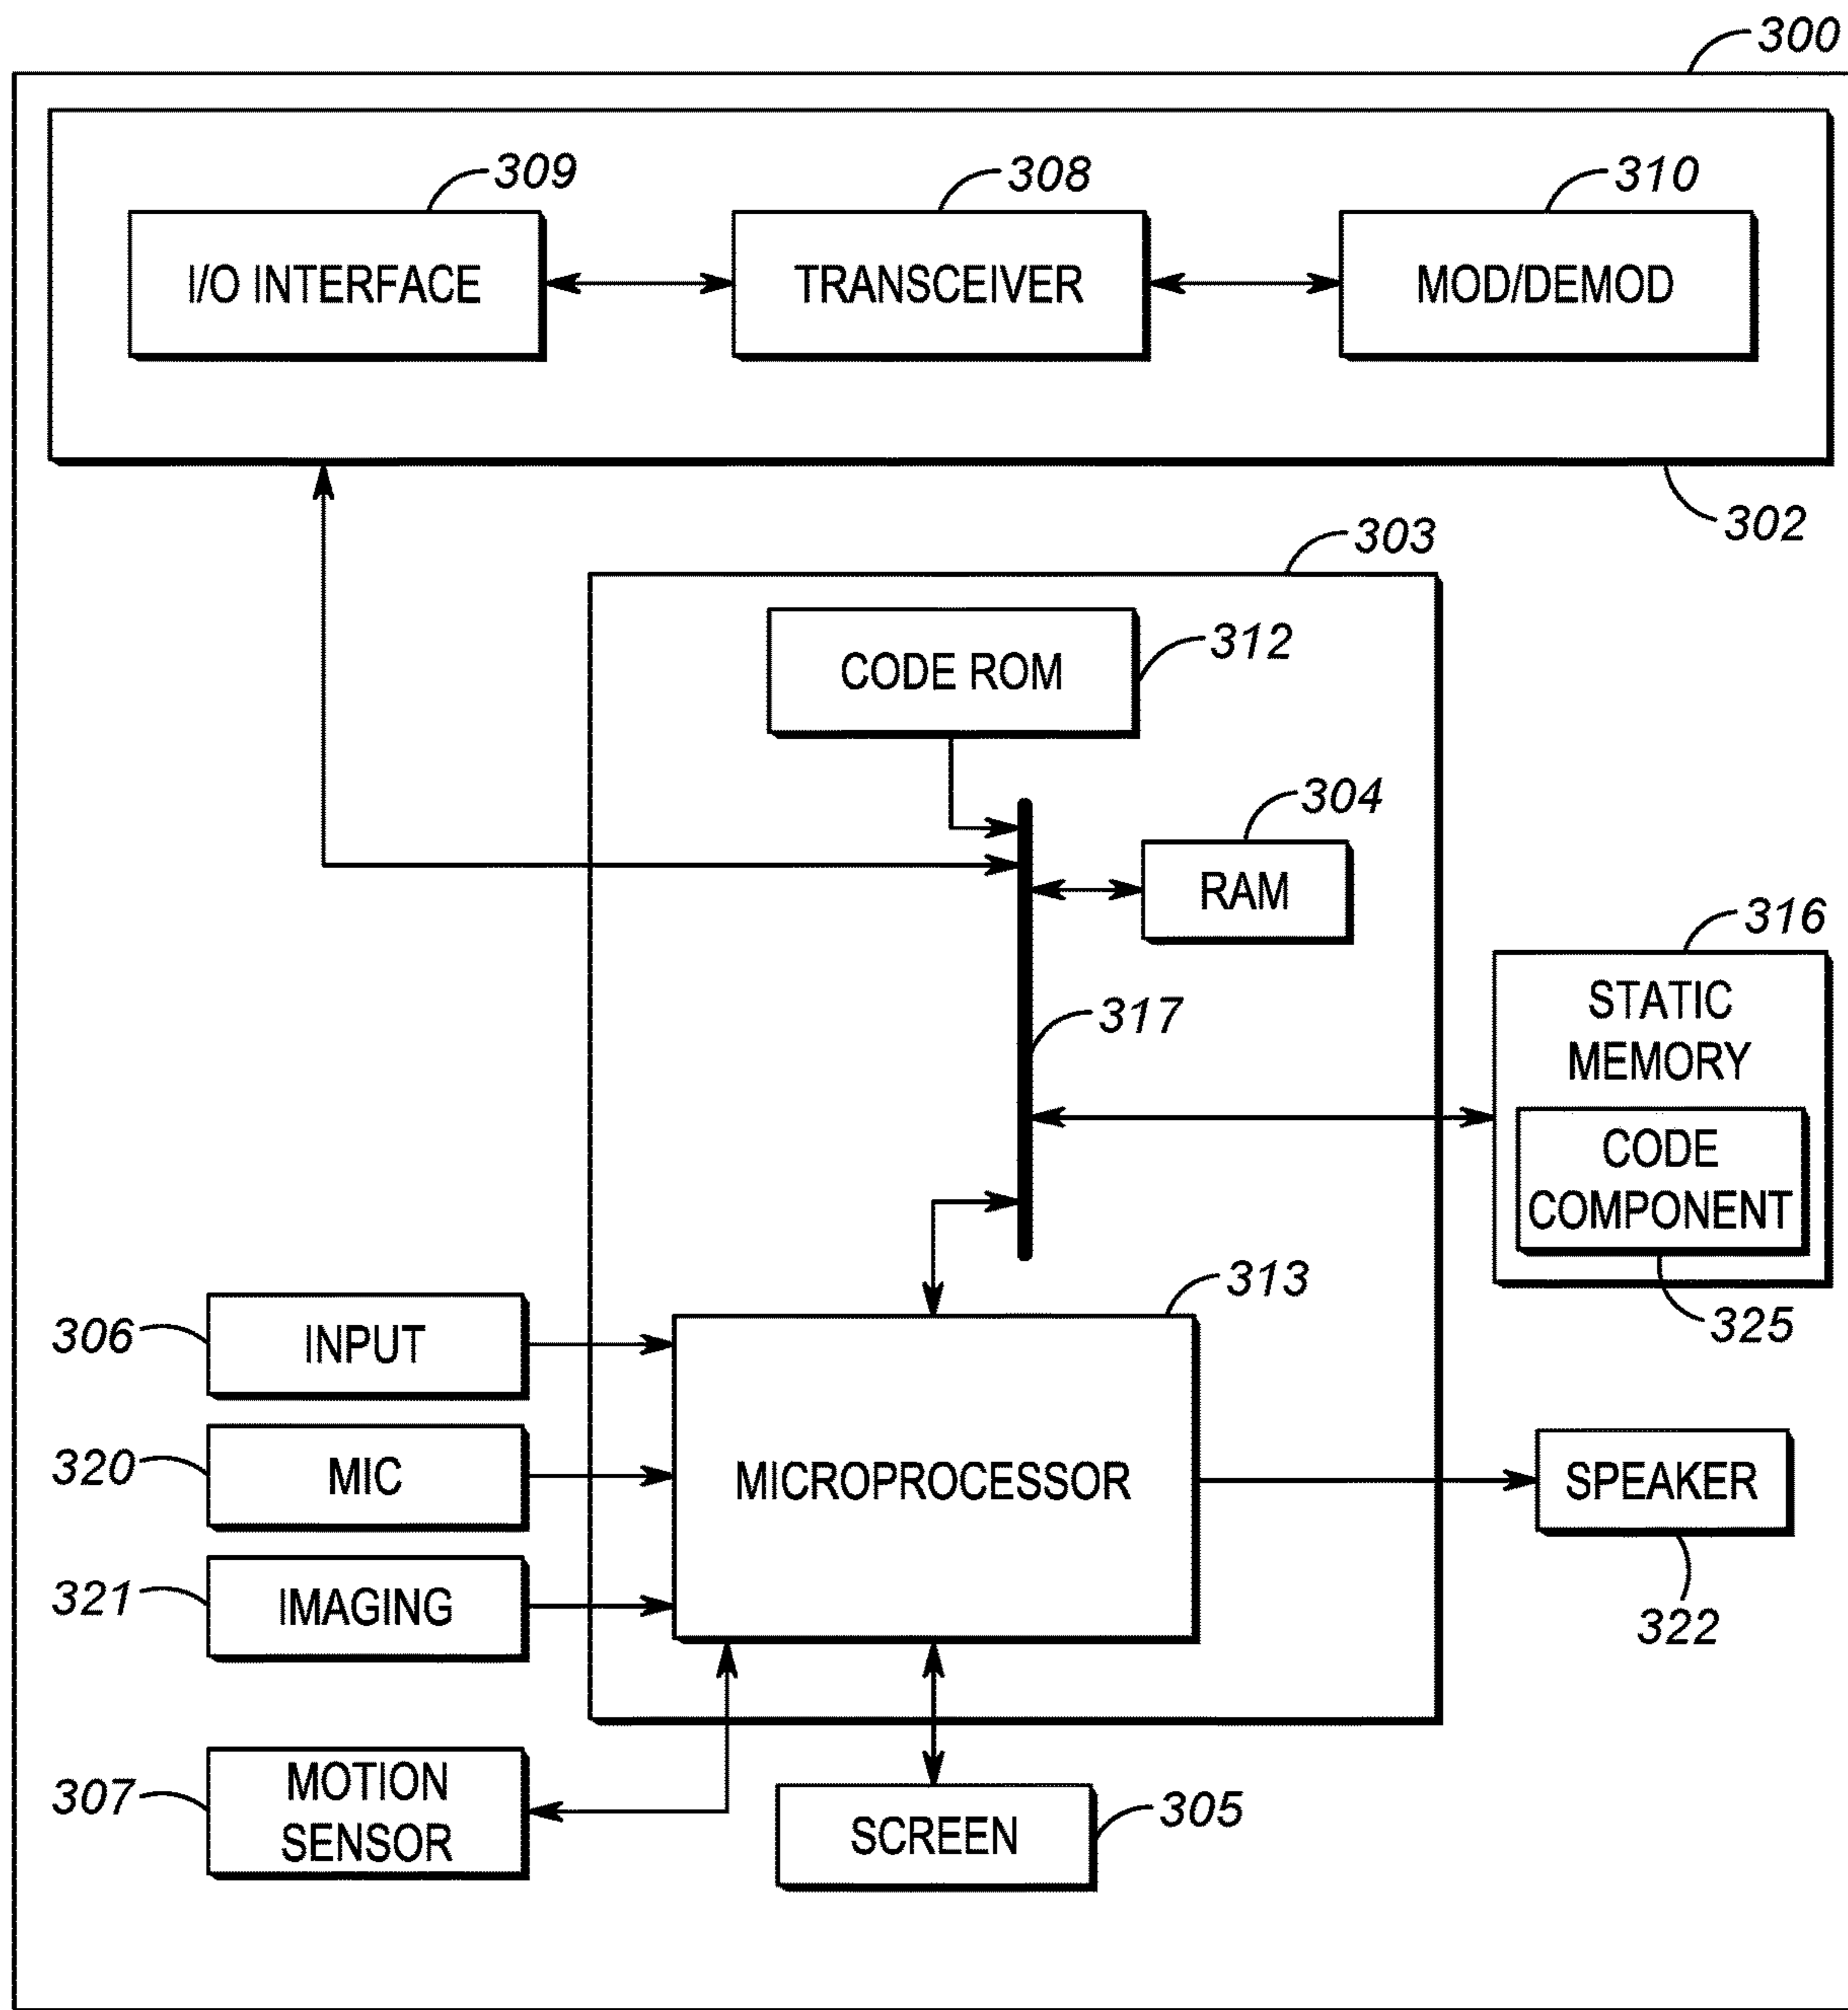 300
309
308
310
I/O INTERFACE
TRANSCEIVER
MOD/DEMOD
302
303
312
CODE ROM
304
RAM
316
STATIC
MEMORY
317
CODE
COMPONENT
313
325
306
INPUT
320
MIC
MICROPROCESSOR
SPEAKER
321
IMAGING
322
307
MOTION
SENSOR
305
SCREEN